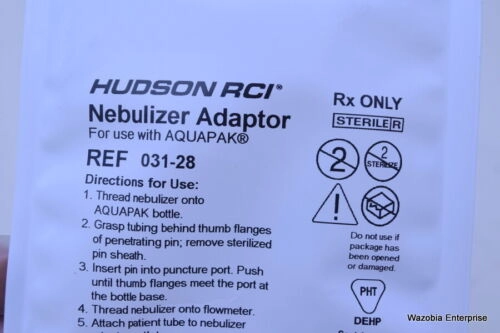 HUDSON RCI®
Nebulizer Adaptor
For use with AQUAPAK®
REF 031-28
Directions for Use:
1. Thread nebulizer onto
AQUAPAK bottle.
2. Grasp tubing behind thumb flanges
of penetrating pin; remove sterilized
pin sheath.
3. Insert pin into puncture port. Push
until thumb flanges meet the port at
the bottle base.
4. Thread nebulizer onto flowmeter.
5. Attach patient tube to nebulizer
Rx ONLY
STERILE R
2
2
STERILIZE
!
Do not use if
package has
been opened
or damaged.
PHT
DEHP
Wazobia Enterprise